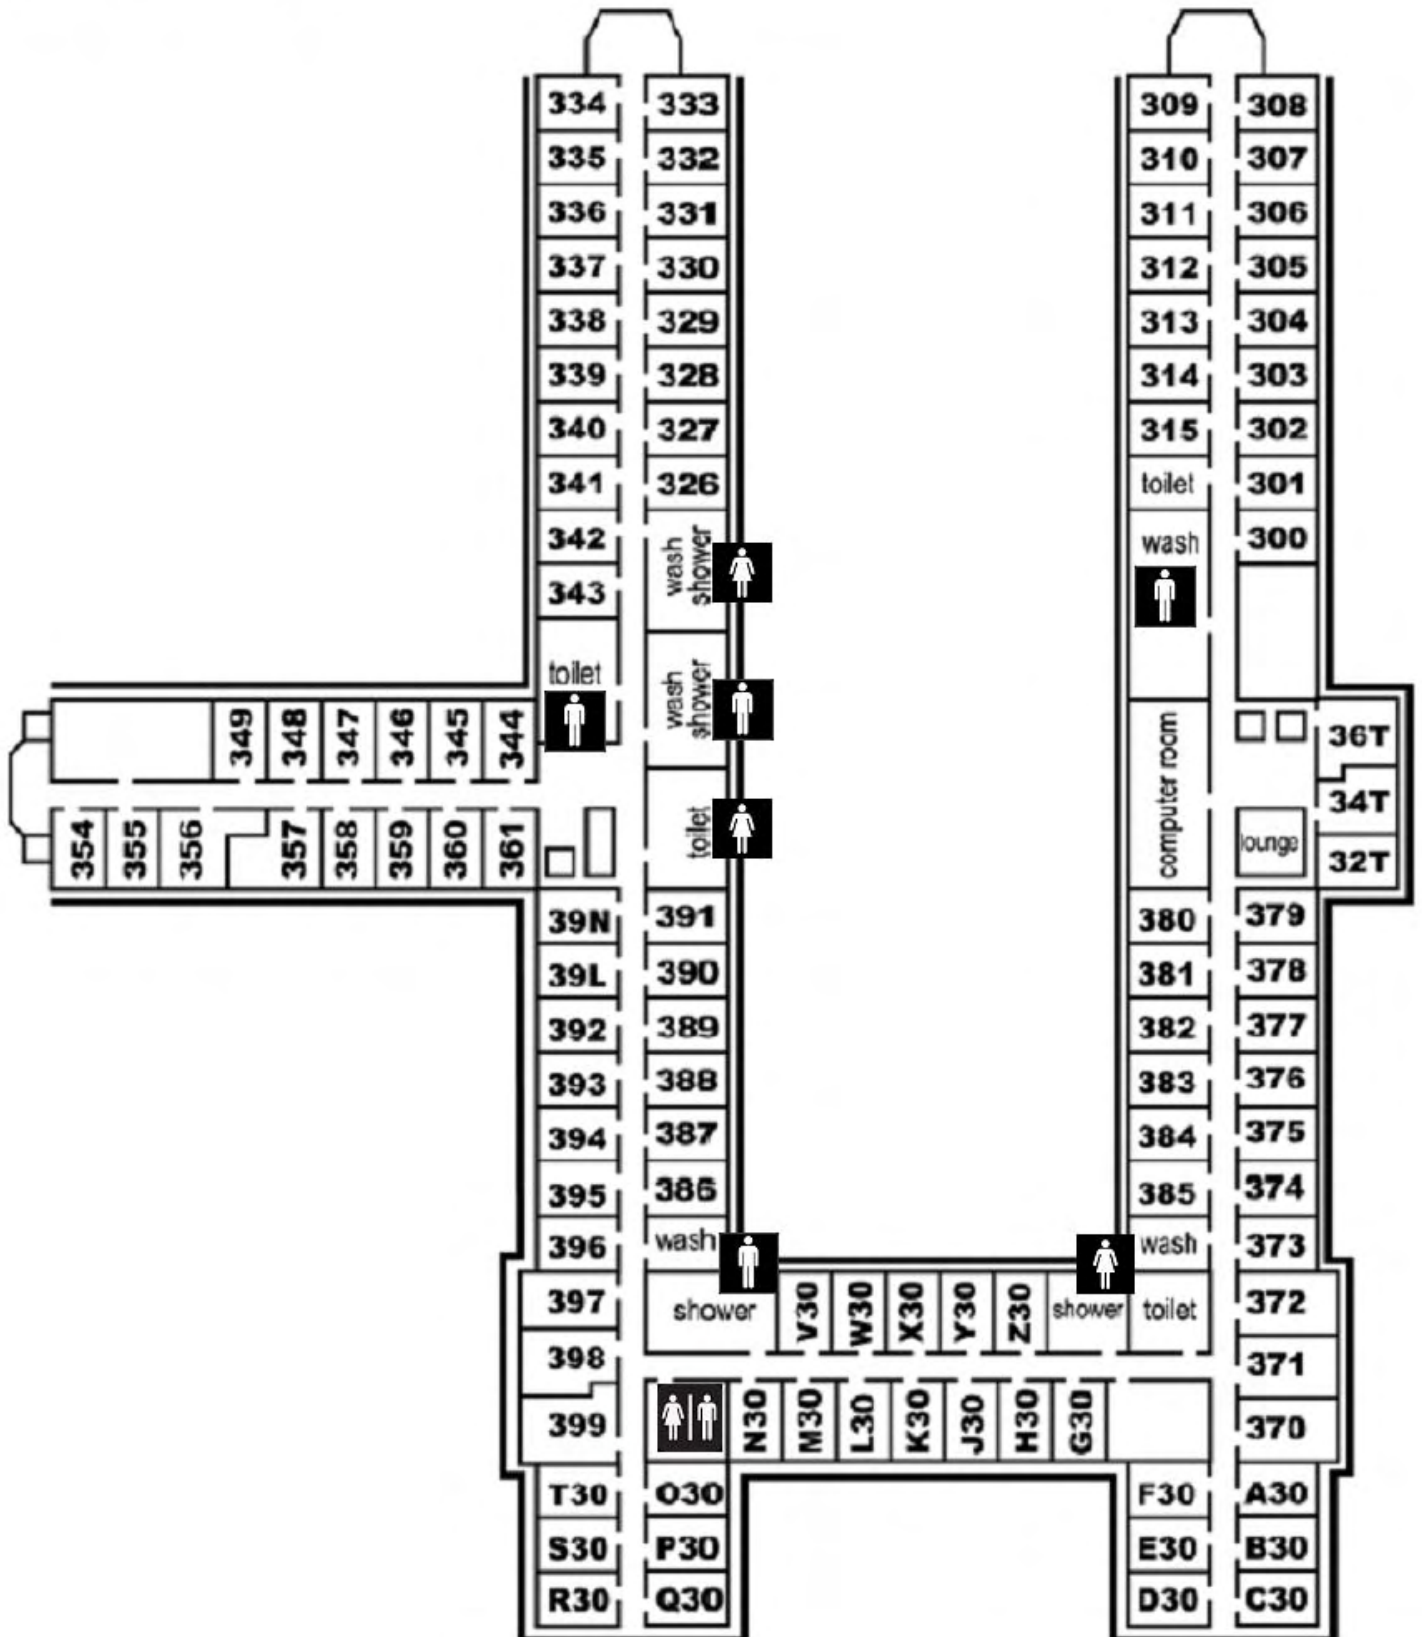 334 333 309 308
335 332 310 307
336 331 311 306
337 330 312 305
338 329 313 304
339 328 314 303
340 327 315 302
341 326 toilet 301
342 wash shower wash 300
343
toilet wash shower
349 348 347 346 345 344 computer room 36T
34T
354 355 356 357 358 359 360 361 toilet lounge 32T
39N 391 380 379
39L 390 381 378
392 389 382 377
393 388 383 376
394 387 384 375
395 386 385 374
396 wash wash 373
397 shower V30 W30 X30 Y30 Z30 shower toilet 372
398 371
399 N30 M30 L30 K30 J30 H30 G30 370
T30 O30 F30 A30
S30 P30 E30 B30
R30 Q30 D30 C30